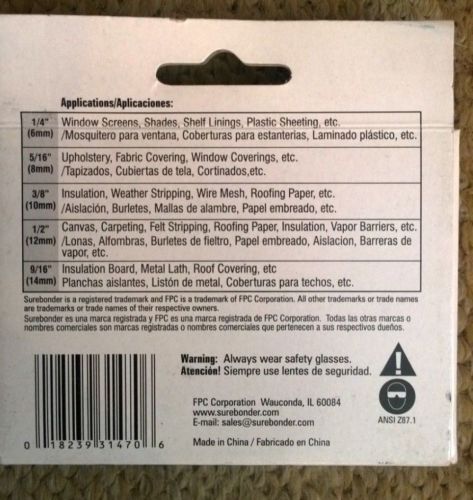 Applications/Aplicaciones:
1/4" Window Screens, Shades, Shelf Linings, Plastic Sheeting, etc.
(6mm) /Mosquitero para ventana, Coberturas para estanterias, Laminado plástico, etc.
5/16" Upholstery, Fabric Covering, Window Coverings, etc.
(8mm) /Tapizados, Cubiertas de tela, Cortinados,etc.
3/8" Insulation, Weather Stripping, Wire Mesh, Roofing Paper, etc.
(10mm) /Aislación, Burletes, Mallas de alambre, Papel embreado, etc.
1/2" Canvas, Carpeting, Felt Stripping, Roofing Paper, Insulation, Vapor Barriers, etc.
(12mm) /Lonas, Alfombras, Burletes de fieltro, Papel embreado, Aislacion, Barreras de
vapor, etc.
9/16" Insulation Board, Metal Lath, Roof Covering, etc
(14mm) Planchas aislantes, Listón de metal, Coberturas para techos, etc.
Surebonder is a registered trademark and FPC is a trademark of FPC Corporation. All other trademarks or trade names
are trademarks or trade names of their respective owners.
Surebonder es una marca registrada y FPC es una marca registrada de FPC Corporation. Todas las otras marcas o
nombres comerciales son marcas registradas o nombres comerciales que pertenecen a sus respectivos dueños.
Warning: Always wear safety glasses.
Atención! Siempre use lentes de seguridad.
FPC Corporation Wauconda, IL 60084
www.surebonder.com
E-mail: sales@surebonder.com
ANSI Z87.1
Made in China / Fabricado en China
0 18239 31470 6